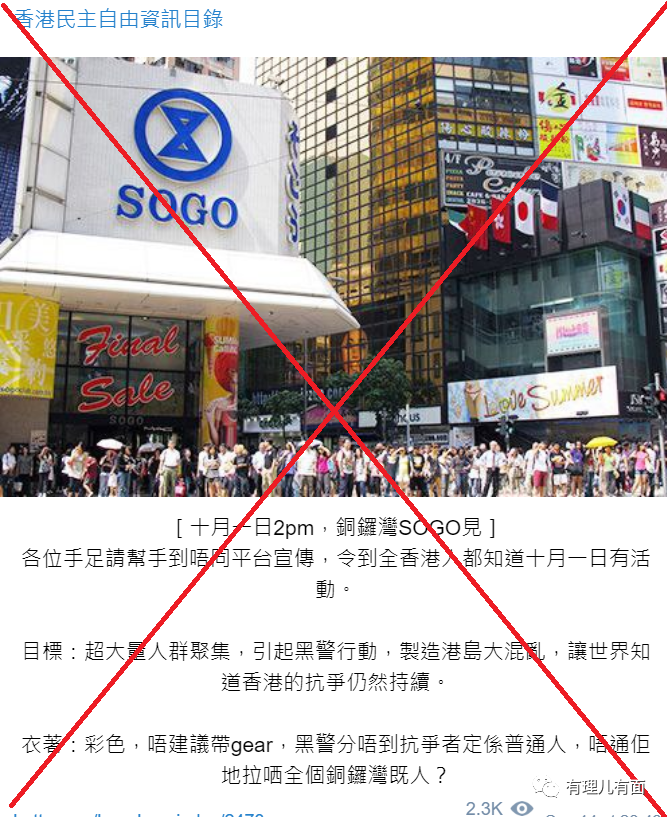 香港民主自由資訊目錄
SOGO
Final
Sale
SOGO
4/F
Love Summer
[ 十月一日2pm，銅鑼灣SOGO見 ]
各位手足請幫手到唔同平台宣傳，令到全香港人都知道十月一日有活
動。
目標：超大量人群聚集，引起黑警行動，製造港島大混亂，讓世界知
道香港的抗爭仍然持續。
衣著：彩色，唔建議帶gear，黑警分唔到抗爭者定係普通人，唔通佢
地拉哂全個銅鑼灣既人？
有理儿有面
2.3K